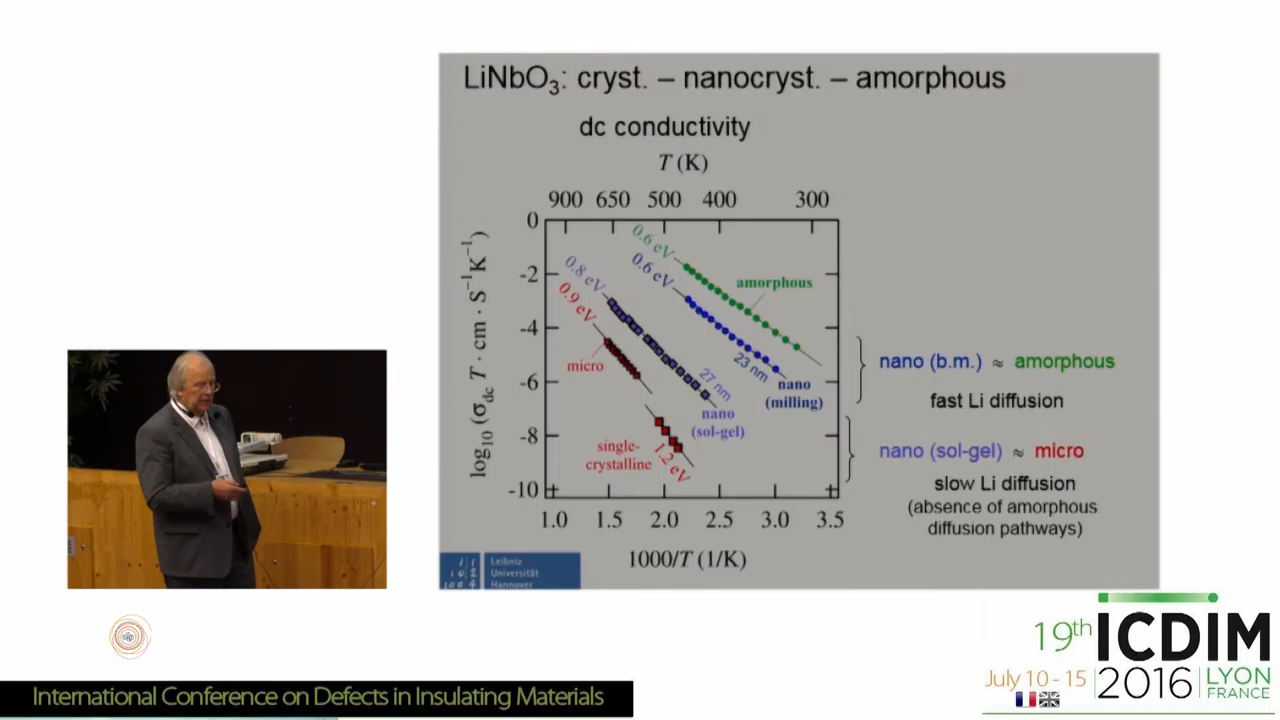 LiNbO3: cryst. – nanocryst. – amorphous
dc conductivity
T (K)
900 650 500 400 300
0
-2
-4
-6
-8
-10
log10 (σdc T · cm · S−1K−1)
0.6 eV
0.6 eV
0.8 eV
0.9 eV
amorphous
micro
23 nm
nano
(milling)
27 nm
nano
(sol-gel)
single-
crystalline
1.2 eV
1.0 1.5 2.0 2.5 3.0 3.5
1000/T (1/K)
nano (b.m.) ≈ amorphous
fast Li diffusion
nano (sol-gel) ≈ micro
slow Li diffusion
(absence of amorphous
diffusion pathways)
Leibniz
Universität
Hannover
19th ICDIM
July 10 - 15 2016 LYON
FRANCE
International Conference on Defects in Insulating Materials